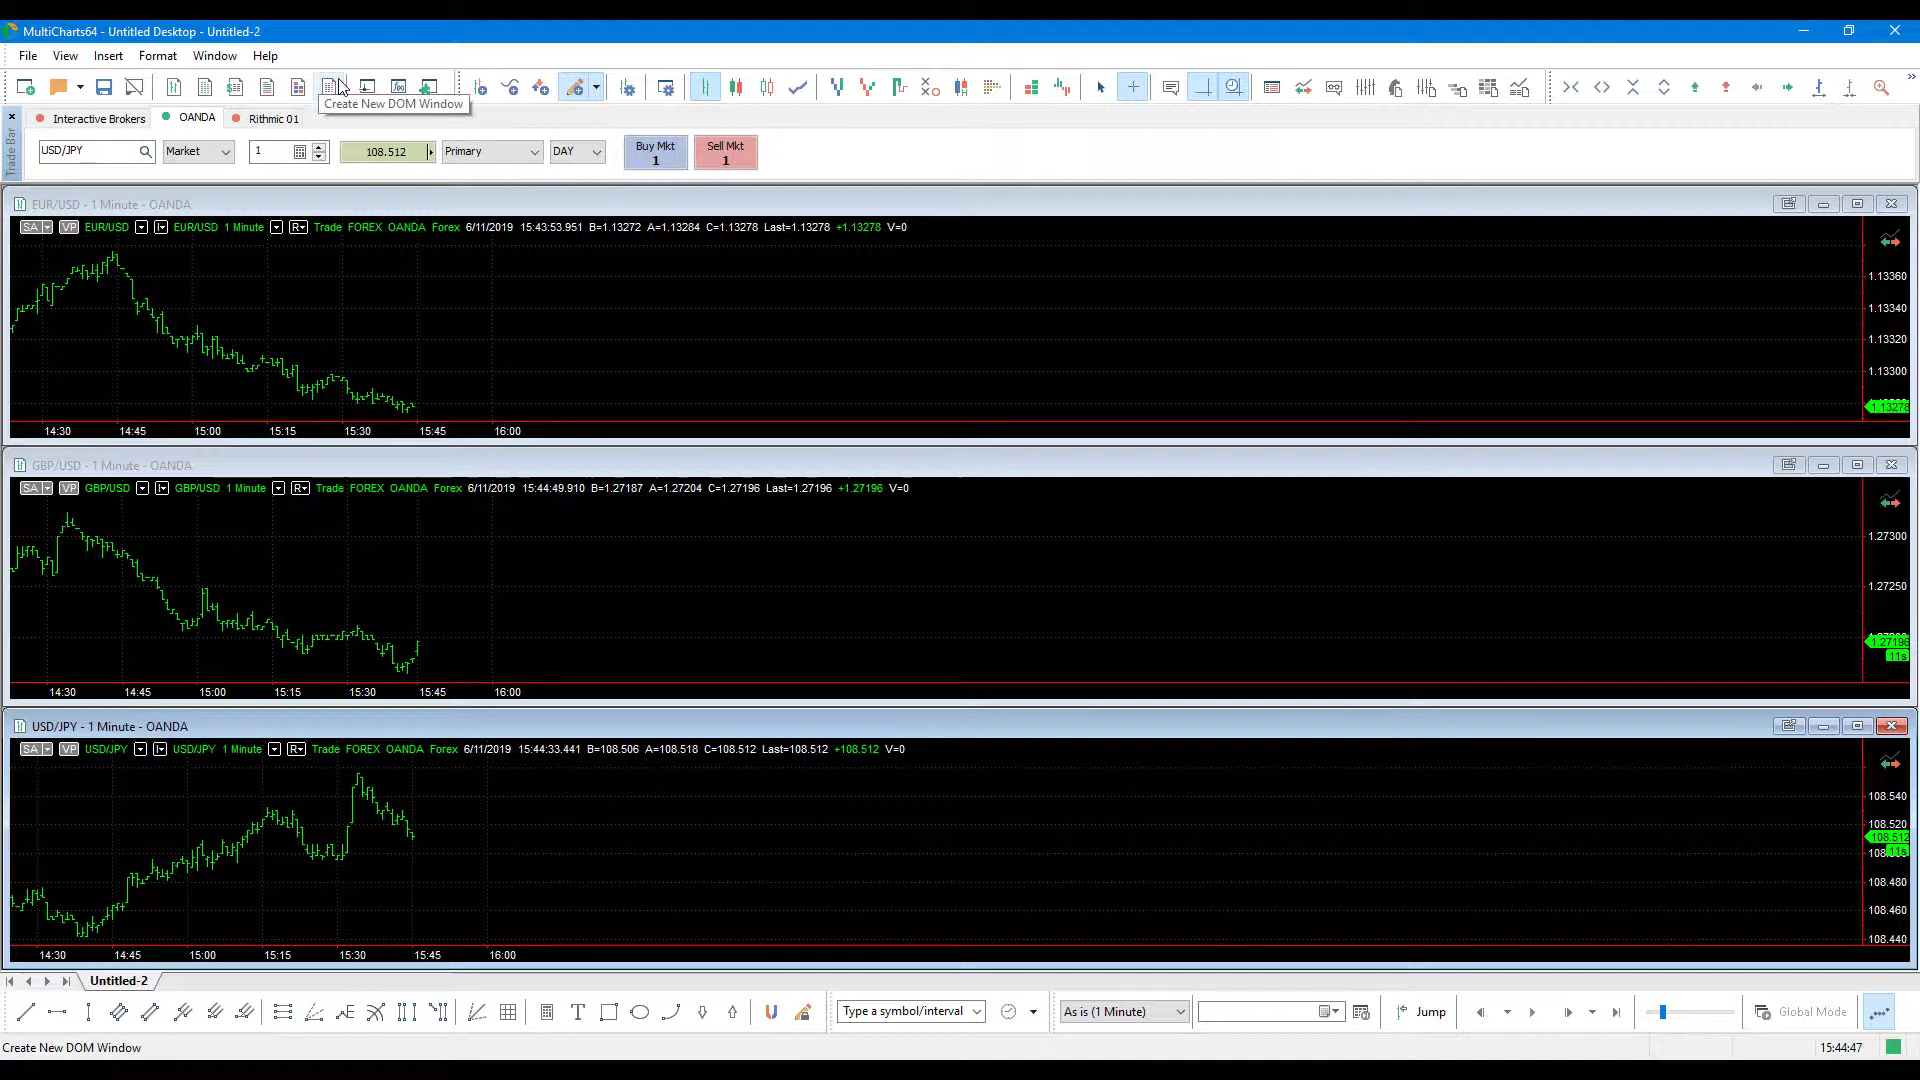 MultiCharts64 - Untitled Desktop - Untitled-2
File View Insert Format Window Help
Create New DOM Window
Trade Bar
Interactive Brokers OANDA Rithmic 01
USD/JPY Market 1 108.512 Primary DAY Buy Mkt 1 Sell Mkt 1
EUR/USD - 1 Minute - OANDA
SA VP EUR/USD I EUR/USD 1 Minute R Trade FOREX OANDA Forex 6/11/2019 15:43:53.951 B=1.13272 A=1.13284 C=1.13278 Last=1.13278 +1.13278 V=0
1.13360
1.13340
1.13320
1.13300
1.13278
14:30 14:45 15:00 15:15 15:30 15:45 16:00
GBP/USD - 1 Minute - OANDA
SA VP GBP/USD I GBP/USD 1 Minute R Trade FOREX OANDA Forex 6/11/2019 15:44:49.910 B=1.27187 A=1.27204 C=1.27196 Last=1.27196 +1.27196 V=0
1.27300
1.27250
1.27196
11s
14:30 14:45 15:00 15:15 15:30 15:45 16:00
USD/JPY - 1 Minute - OANDA
SA VP USD/JPY I USD/JPY 1 Minute R Trade FOREX OANDA Forex 6/11/2019 15:44:33.441 B=108.506 A=108.518 C=108.512 Last=108.512 +108.512 V=0
108.540
108.520
108.512
11s
108.480
108.460
108.440
14:30 14:45 15:00 15:15 15:30 15:45 16:00
Untitled-2
Type a symbol/interval As is (1 Minute) Jump Global Mode
Create New DOM Window 15:44:47